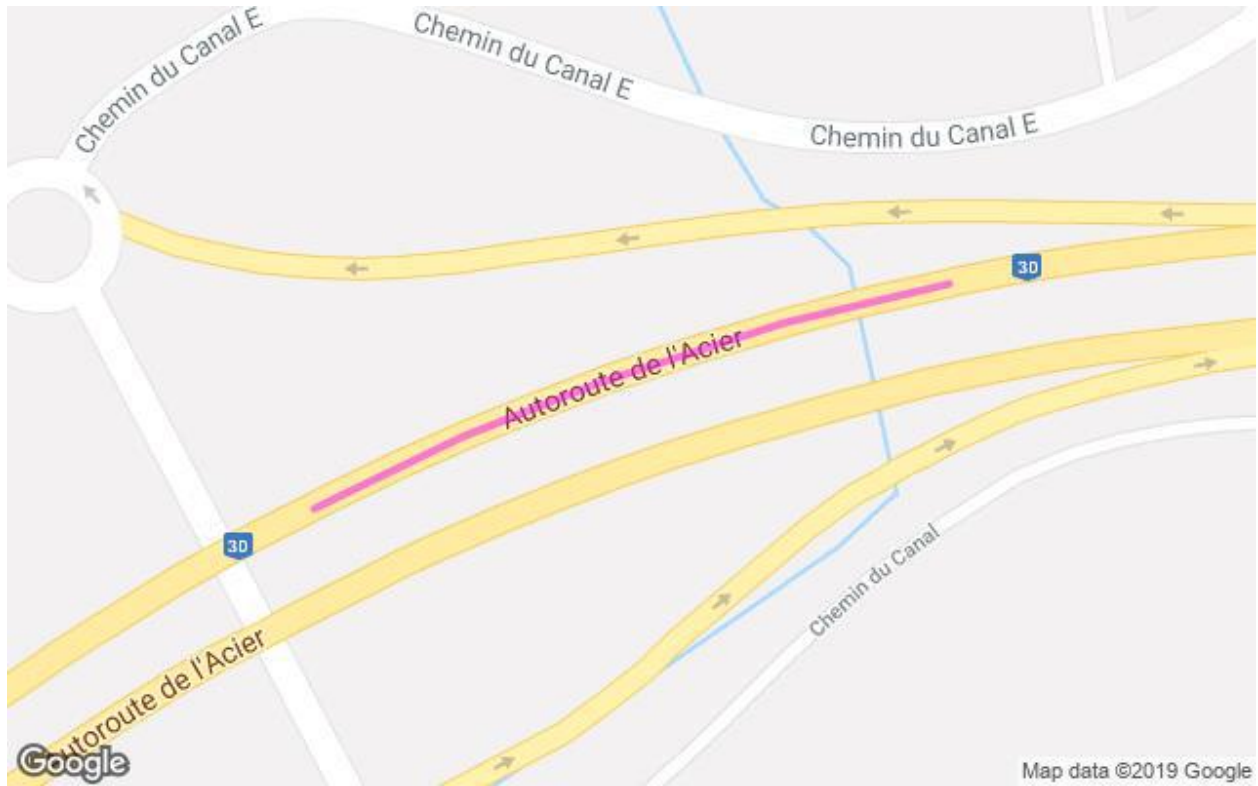 Chemin du Canal E
Chemin du Canal E
Chemin du Canal E
30
Autoroute de l'Acier
30
Chemin du Canal
Autoroute de l'Acier
Google
Map data ©2019 Google